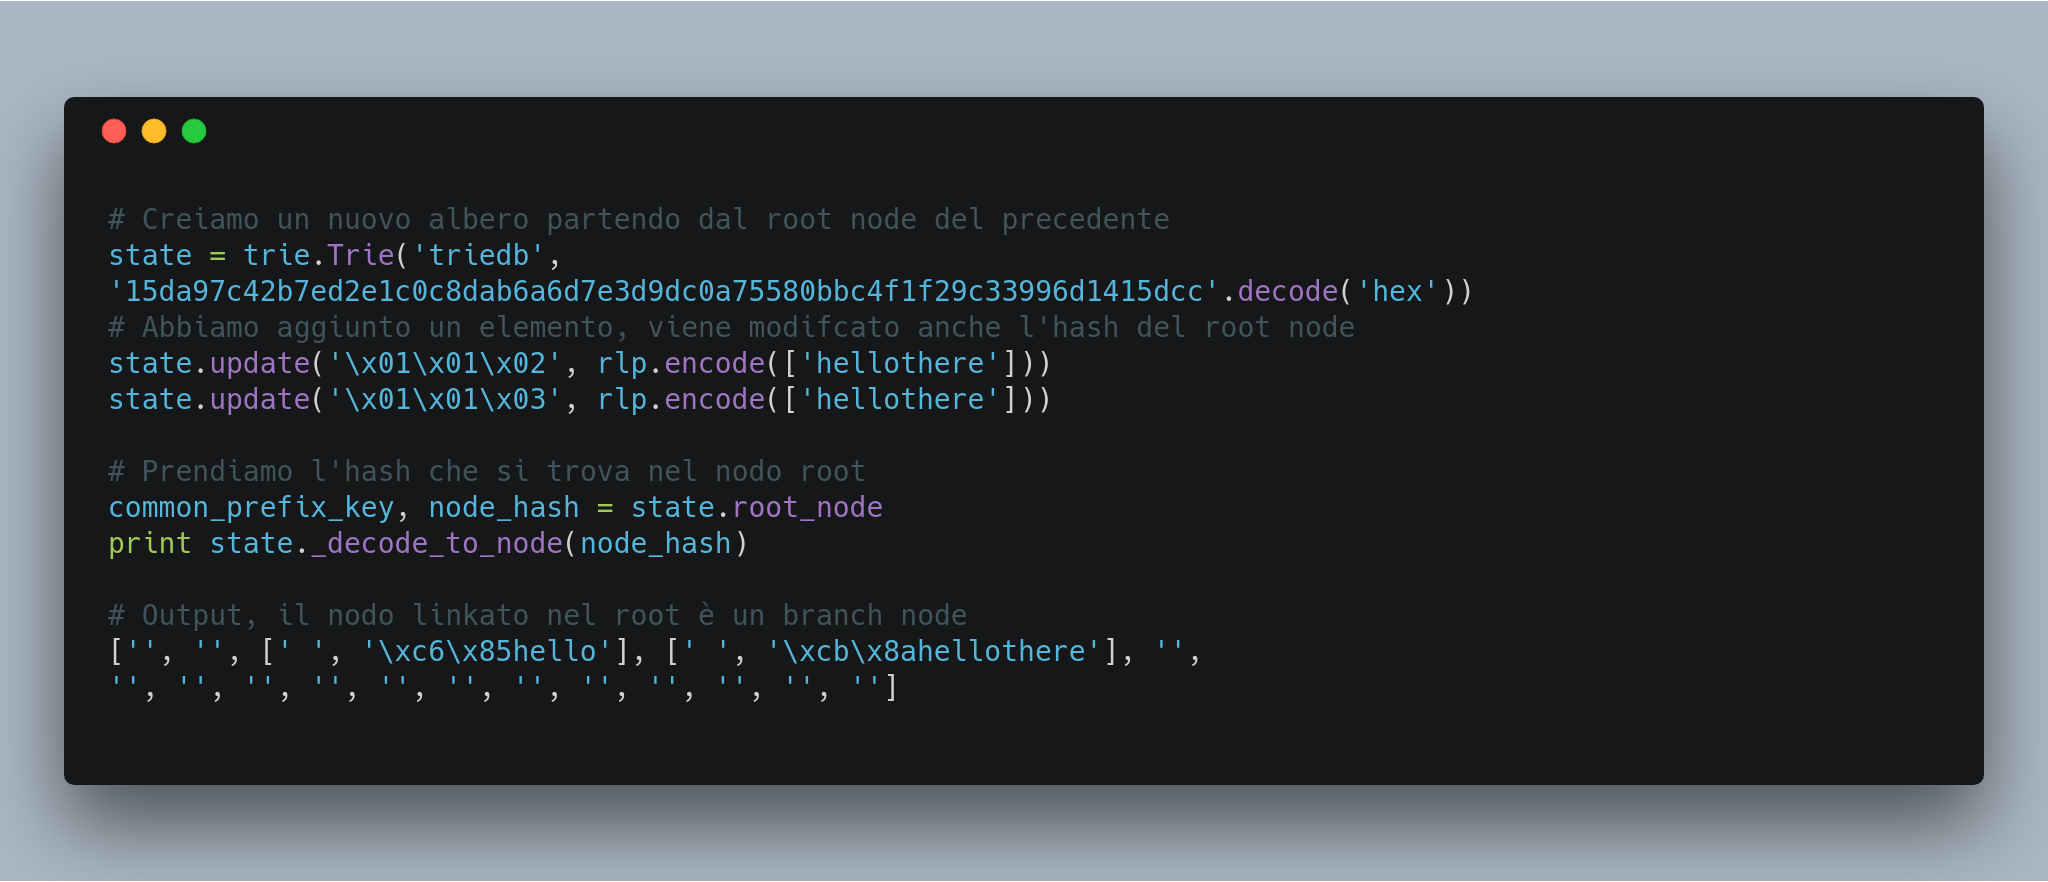 # Creiamo un nuovo albero partendo dal root node del precedente
state = trie.Trie('triedb',
'15da97c42b7ed2e1c0c8dab6a6d7e3d9dc0a75580bbc4f1f29c33996d1415dcc'.decode('hex'))
# Abbiamo aggiunto un elemento, viene modifcato anche l'hash del root node
state.update('\x01\x01\x02', rlp.encode(['hellothere']))
state.update('\x01\x01\x03', rlp.encode(['hellothere']))

# Prendiamo l'hash che si trova nel nodo root
common_prefix_key, node_hash = state.root_node
print state._decode_to_node(node_hash)

# Output, il nodo linkato nel root è un branch node
['', '', [' ', '\xc6\x85hello'], [' ', '\xcb\x8ahellothere'], '',
'', '', '', '', '', '', '', '', '', '', '', '']